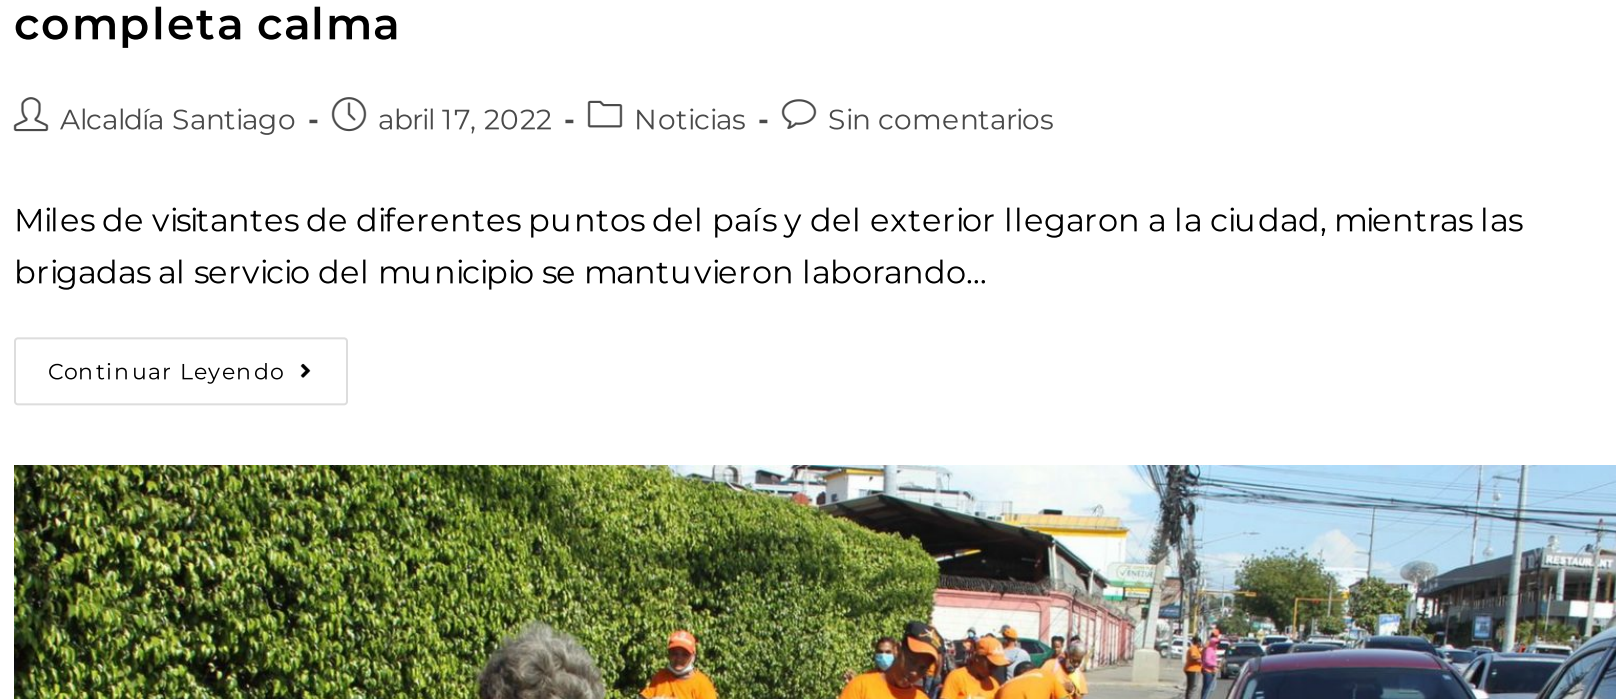 completa calma
Alcaldía Santiago - abril 17, 2022 - Noticias - Sin comentarios
Miles de visitantes de diferentes puntos del país y del exterior llegaron a la ciudad, mientras las
brigadas al servicio del municipio se mantuvieron laborando...
Continuar Leyendo
RESTAURANT